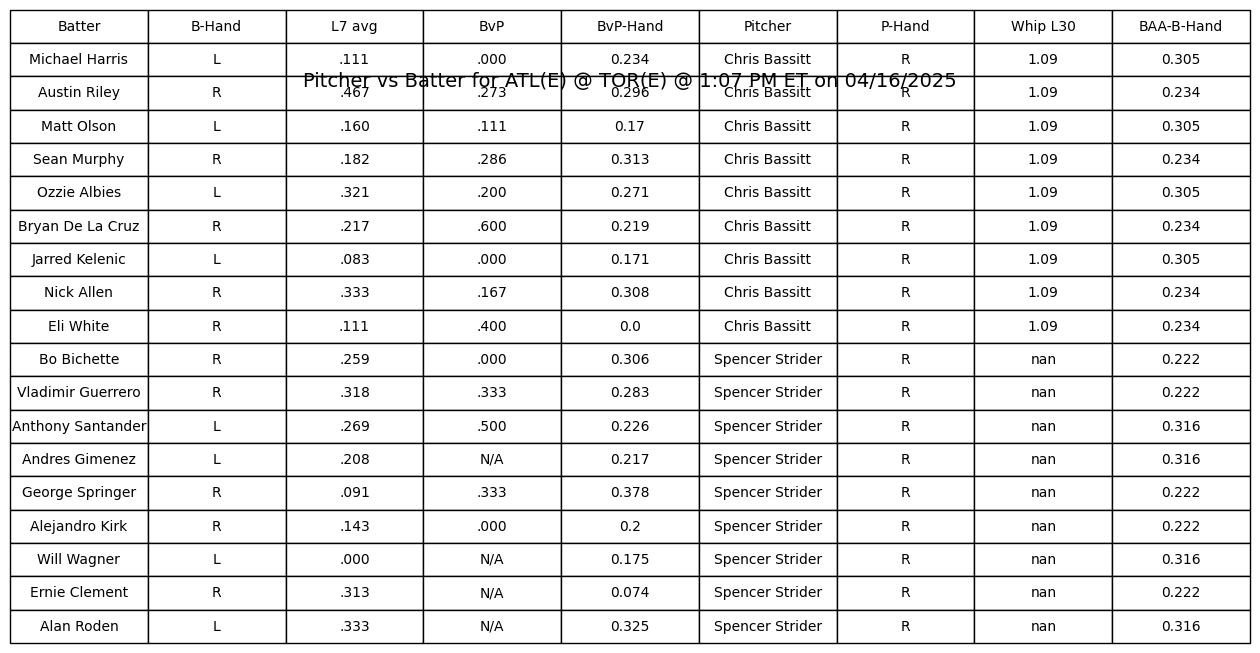 Batter B-Hand L7 avg BvP BvP-Hand Pitcher P-Hand Whip L30 BAA-B-Hand
Michael Harris L .111 .000 0.234 Chris Bassitt R 1.09 0.305
Pitcher vs Batter for ATL(E) @ TOR(E) @ 1:07 PM ET on 04/16/2025
Austin Riley R .467 .273 0.296 Chris Bassitt R 1.09 0.234
Matt Olson L .160 .111 0.17 Chris Bassitt R 1.09 0.305
Sean Murphy R .182 .286 0.313 Chris Bassitt R 1.09 0.234
Ozzie Albies L .321 .200 0.271 Chris Bassitt R 1.09 0.305
Bryan De La Cruz R .217 .600 0.219 Chris Bassitt R 1.09 0.234
Jarred Kelenic L .083 .000 0.171 Chris Bassitt R 1.09 0.305
Nick Allen R .333 .167 0.308 Chris Bassitt R 1.09 0.234
Eli White R .111 .400 0.0 Chris Bassitt R 1.09 0.234
Bo Bichette R .259 .000 0.306 Spencer Strider R nan 0.222
Vladimir Guerrero R .318 .333 0.283 Spencer Strider R nan 0.222
Anthony Santander L .269 .500 0.226 Spencer Strider R nan 0.316
Andres Gimenez L .208 N/A 0.217 Spencer Strider R nan 0.316
George Springer R .091 .333 0.378 Spencer Strider R nan 0.222
Alejandro Kirk R .143 .000 0.2 Spencer Strider R nan 0.222
Will Wagner L .000 N/A 0.175 Spencer Strider R nan 0.316
Ernie Clement R .313 N/A 0.074 Spencer Strider R nan 0.222
Alan Roden L .333 N/A 0.325 Spencer Strider R nan 0.316